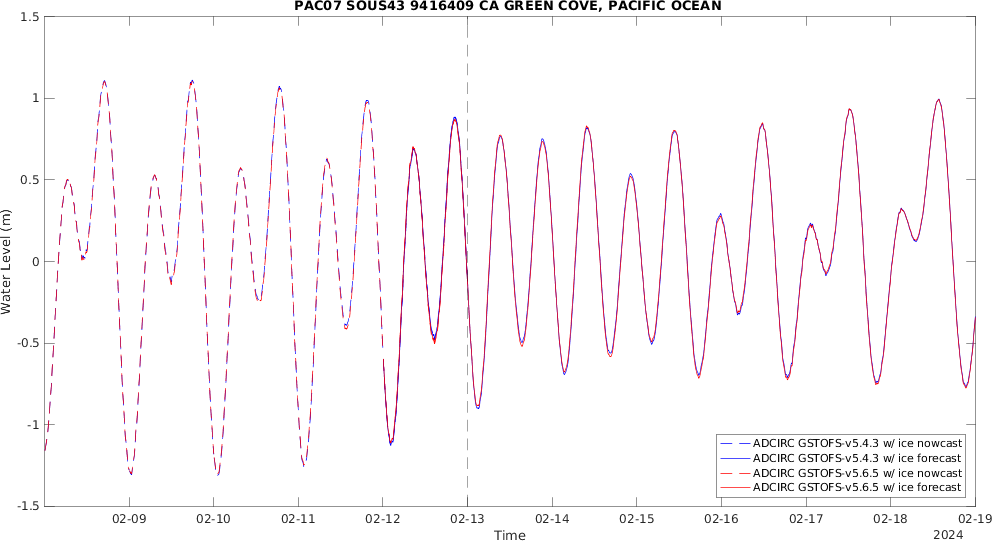 PAC07 SOUS43 9416409 CA GREEN COVE, PACIFIC OCEAN
1.5
1
0.5
0
-0.5
-1
-1.5
Water Level (m)
02-09 02-10 02-11 02-12 02-13 02-14 02-15 02-16 02-17 02-18 02-19
Time
2024
ADCIRC GSTOFS-v5.4.3 w/ ice nowcast
ADCIRC GSTOFS-v5.4.3 w/ ice forecast
ADCIRC GSTOFS-v5.6.5 w/ ice nowcast
ADCIRC GSTOFS-v5.6.5 w/ ice forecast